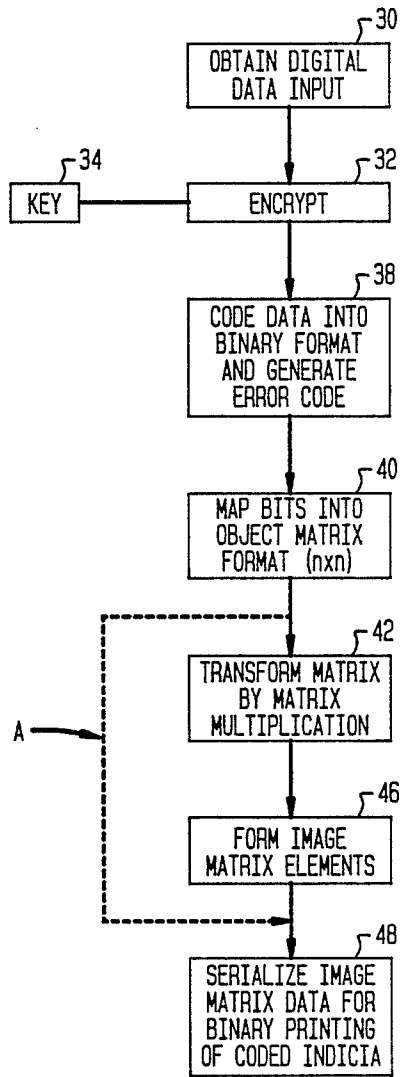 30
OBTAIN DIGITAL
DATA INPUT
34
32
KEY
ENCRYPT
38
CODE DATA INTO
BINARY FORMAT
AND GENERATE
ERROR CODE
40
MAP BITS INTO
OBJECT MATRIX
FORMAT (nxn)
42
TRANSFORM MATRIX
BY MATRIX
MULTIPLICATION
A
46
FORM IMAGE
MATRIX ELEMENTS
48
SERIALIZE IMAGE
MATRIX DATA FOR
BINARY PRINTING
OF CODED INDICIA